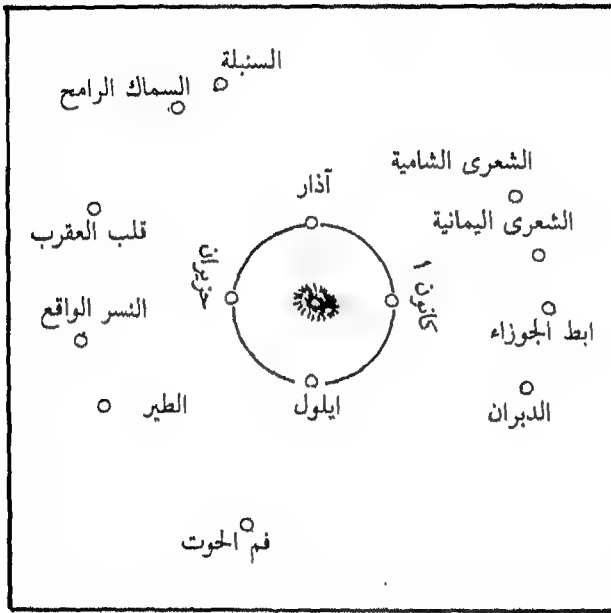 السنبلة
السماك الرامح
الشعرى الشامية
آذار
الشعرى اليمانية
قلب العقرب
حزيران
كانون ١
النسر الواقع
ابط الجوزاء
الدبران
ايلول
الطير
فم الحوت